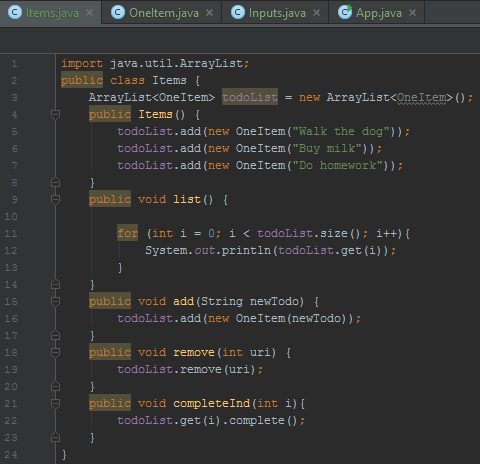 Items.java × OneItem.java × Inputs.java × App.java ×
1 import java.util.ArrayList;
2 public class Items {
3 ArrayList<OneItem> todoList = new ArrayList<OneItem>();
4 public Items() {
5 todoList.add(new OneItem("Walk the dog"));
6 todoList.add(new OneItem("Buy milk"));
7 todoList.add(new OneItem("Do homework"));
8 }
9 public void list() {
10
11 for (int i = 0; i < todoList.size(); i++){
12 System.out.println(todoList.get(i));
13 }
14 }
15 public void add(String newTodo) {
16 todoList.add(new OneItem(newTodo));
17 }
18 public void remove(int uri) {
19 todoList.remove(uri);
20 }
21 public void completeInd(int i){
22 todoList.get(i).complete();
23 }
24 }